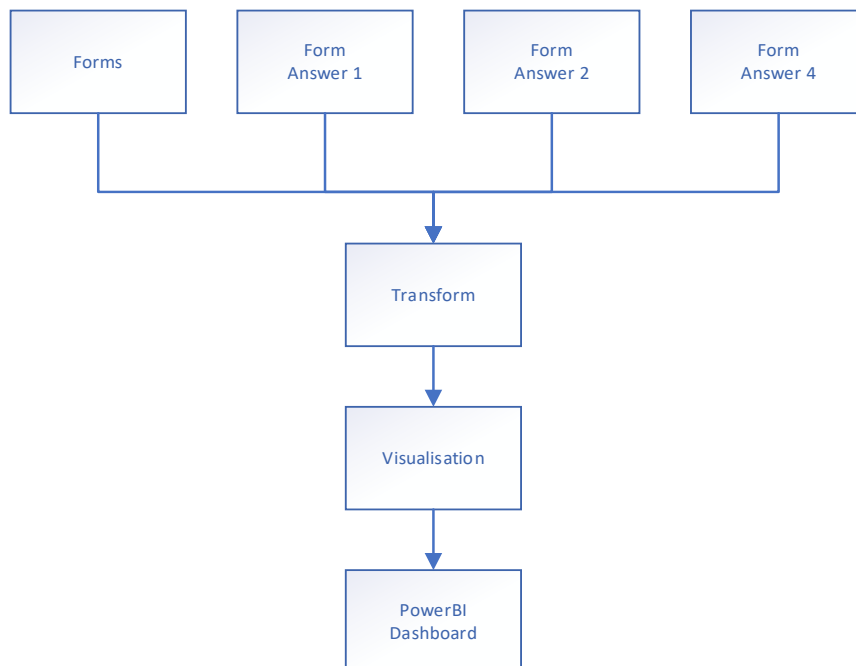 Forms
Form
Answer 1
Form
Answer 2
Form
Answer 4
Transform
Visualisation
PowerBI
Dashboard